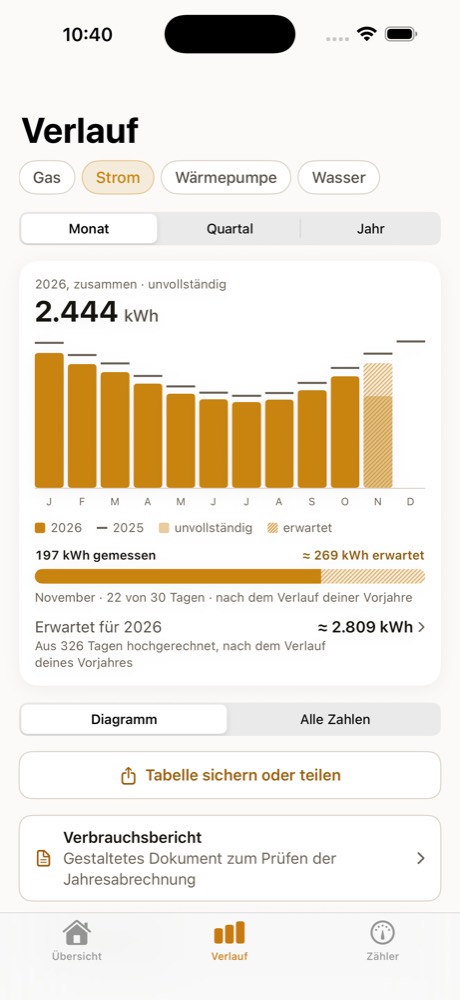 10:40
Verlauf
Gas
Strom
Wärmepumpe
Wasser
Monat
Quartal
Jahr
2026, zusammen · unvollständig
2.444 kWh
J F M A M J J A S O N D
2026
2025
unvollständig
erwartet
197 kWh gemessen
≈ 269 kWh erwartet
November · 22 von 30 Tagen · nach dem Verlauf deiner Vorjahre
Erwartet für 2026
≈ 2.809 kWh
Aus 326 Tagen hochgerechnet, nach dem Verlauf
deines Vorjahres
Diagramm
Alle Zahlen
Tabelle sichern oder teilen
Verbrauchsbericht
Gestaltetes Dokument zum Prüfen der
Jahresabrechnung
Übersicht
Verlauf
Zähler